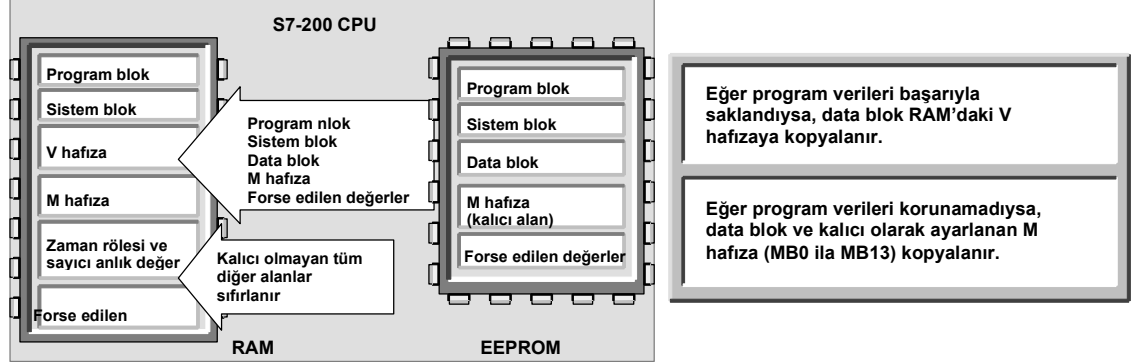 S7-200 CPU
Program blok
Sistem blok
V hafıza
M hafıza
Zaman rölesi ve
sayıcı anlık değer
Forse edilen
RAM
Program nlok
Sistem blok
Data blok
M hafıza
Forse edilen değerler
Kalıcı olmayan tüm
diğer alanlar
sıfırlanır
Program blok
Sistem blok
Data blok
M hafıza
(kalıcı alan)
Forse edilen değerler
EEPROM
Eğer program verileri başarıyla
saklandıysa, data blok RAM’daki V
hafızaya kopyalanır.
Eğer program verileri korunamadıysa,
data blok ve kalıcı olarak ayarlanan M
hafıza (MB0 ila MB13) kopyalanır.